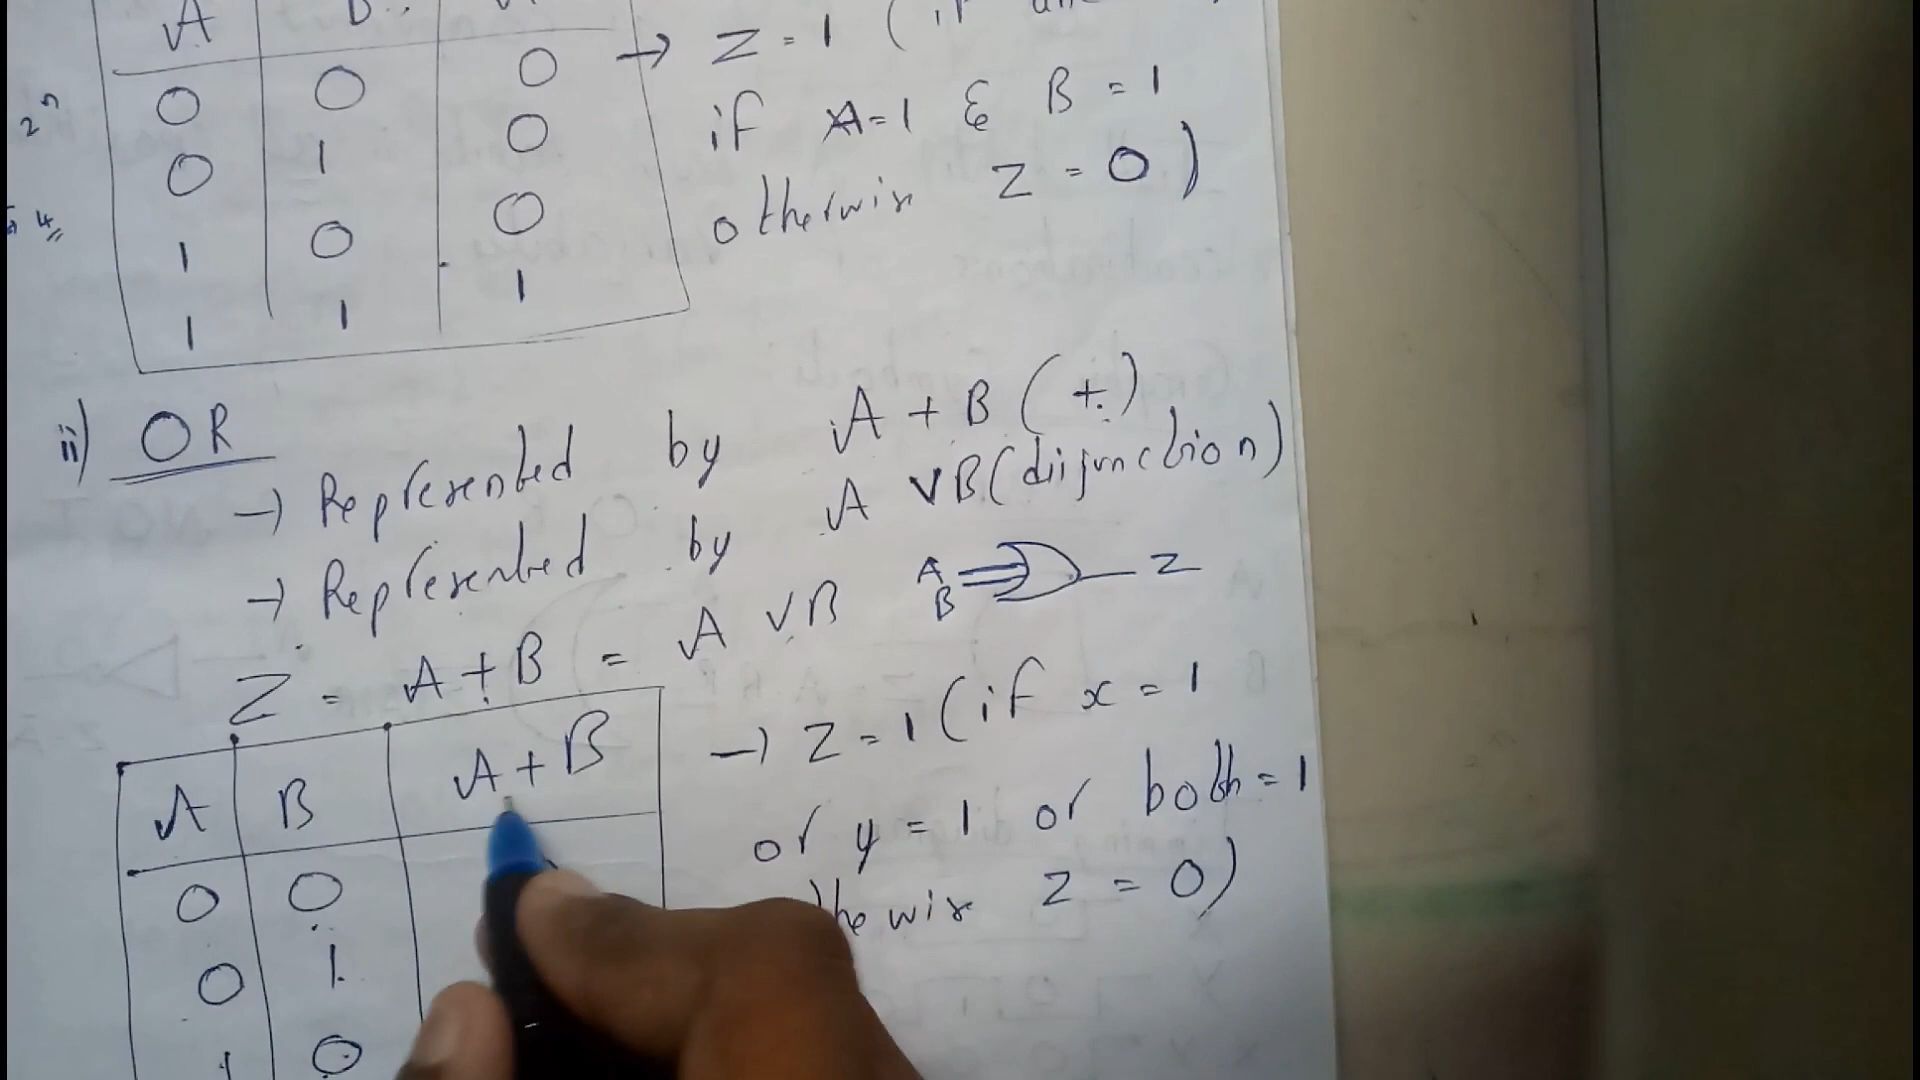 A B
0 0 0 → Z = 1 (if
0 1 0 if A=1 & B = 1
1 0 0 otherwise Z = 0)
1 1 1
ii) OR
→ Represented by A + B (+)
→ Represented by A ∨B (disjunction)
A
B Z
Z = A+B = A ∨B
A B A+B
→ Z=1 (if x = 1
or y = 1 or both = 1
Z = 0)
0 0
0 1
1 0